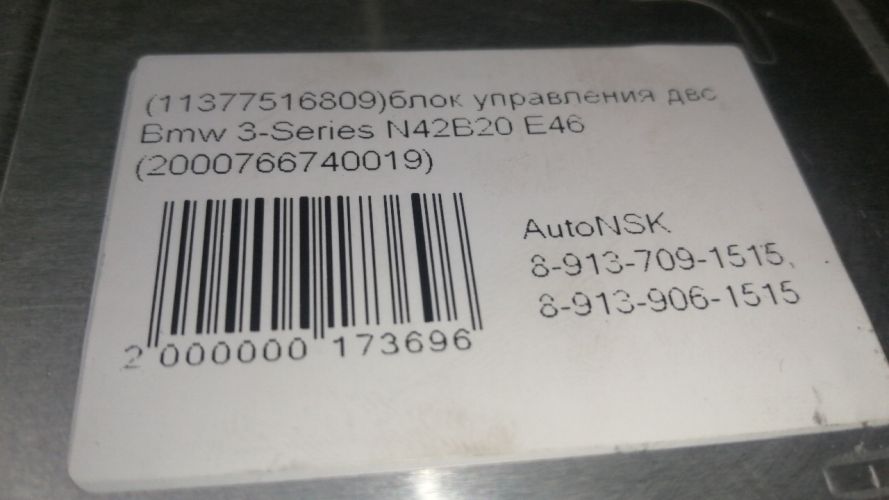 (11377516809)блок управления двс
Bmw 3-Series N42B20 E46
(2000766740019)
AutoNSK
8-913-709-1515,
8-913-906-1515
2 000000 173696